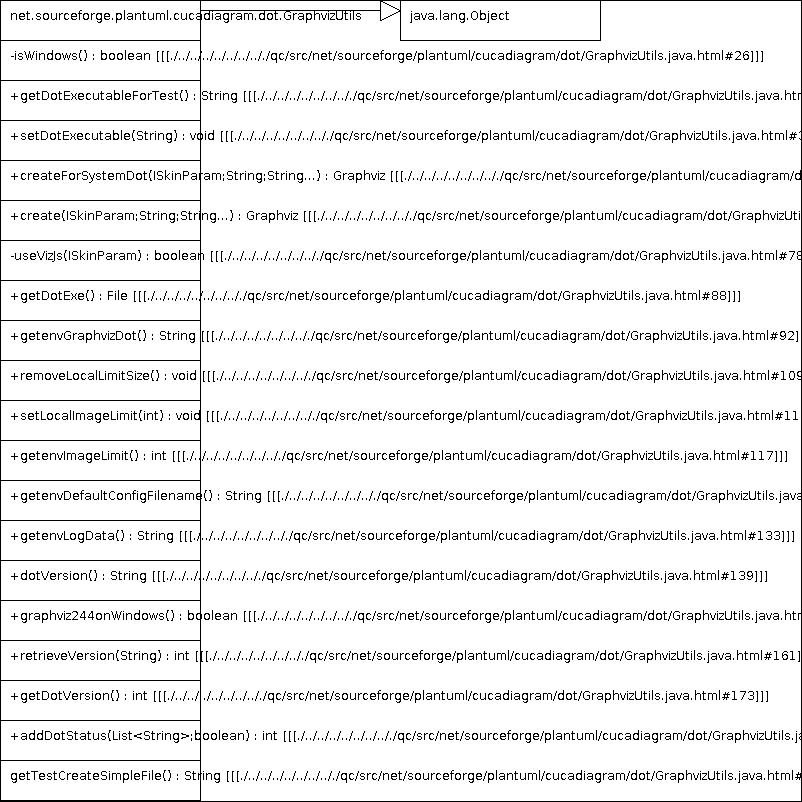 net.sourceforge.plantuml.cucadiagram.dot.GraphvizUtils
java.lang.Object
-isWindows() : boolean [[[./../../../../../../../qc/src/net/sourceforge/plantuml/cucadiagram/dot/GraphvizUtils.java.html#26]]]
+getDotExecutableForTest() : String [[[./../../../../../../../qc/src/net/sourceforge/plantuml/cucadiagram/dot/GraphvizUtils.java.htm
+setDotExecutable(String) : void [[[./../../../../../../../qc/src/net/sourceforge/plantuml/cucadiagram/dot/GraphvizUtils.java.html#3
+createForSystemDot(ISkinParam;String;String...) : Graphviz [[[./../../../../../../../qc/src/net/sourceforge/plantuml/cucadiagram/d
+create(ISkinParam;String;String...) : Graphviz [[[./../../../../../../../qc/src/net/sourceforge/plantuml/cucadiagram/dot/GraphvizUti
-useVizJs(ISkinParam) : boolean [[[./../../../../../../../qc/src/net/sourceforge/plantuml/cucadiagram/dot/GraphvizUtils.java.html#78
+getDotExe() : File [[[./../../../../../../../qc/src/net/sourceforge/plantuml/cucadiagram/dot/GraphvizUtils.java.html#88]]]
+getenvGraphvizDot() : String [[[./../../../../../../../qc/src/net/sourceforge/plantuml/cucadiagram/dot/GraphvizUtils.java.html#92]
+removeLocalLimitSize() : void [[[./../../../../../../../qc/src/net/sourceforge/plantuml/cucadiagram/dot/GraphvizUtils.java.html#109
+setLocalImageLimit(int) : void [[[./../../../../../../../qc/src/net/sourceforge/plantuml/cucadiagram/dot/GraphvizUtils.java.html#11
+getenvImageLimit() : int [[[./../../../../../../../qc/src/net/sourceforge/plantuml/cucadiagram/dot/GraphvizUtils.java.html#117]]]
+getenvDefaultConfigFilename() : String [[[./../../../../../../../qc/src/net/sourceforge/plantuml/cucadiagram/dot/GraphvizUtils.java
+getenvLogData() : String [[[./../../../../../../../qc/src/net/sourceforge/plantuml/cucadiagram/dot/GraphvizUtils.java.html#133]]]
+dotVersion() : String [[[./../../../../../../../qc/src/net/sourceforge/plantuml/cucadiagram/dot/GraphvizUtils.java.html#139]]]
+graphviz244onWindows() : boolean [[[./../../../../../../../qc/src/net/sourceforge/plantuml/cucadiagram/dot/GraphvizUtils.java.htm
+retrieveVersion(String) : int [[[./../../../../../../../qc/src/net/sourceforge/plantuml/cucadiagram/dot/GraphvizUtils.java.html#161]
+getDotVersion() : int [[[./../../../../../../../qc/src/net/sourceforge/plantuml/cucadiagram/dot/GraphvizUtils.java.html#173]]]
+addDotStatus(List<String>;boolean) : int [[[./../../../../../../../qc/src/net/sourceforge/plantuml/cucadiagram/dot/GraphvizUtils.ja
getTestCreateSimpleFile() : String [[[./../../../../../../../qc/src/net/sourceforge/plantuml/cucadiagram/dot/GraphvizUtils.java.html#